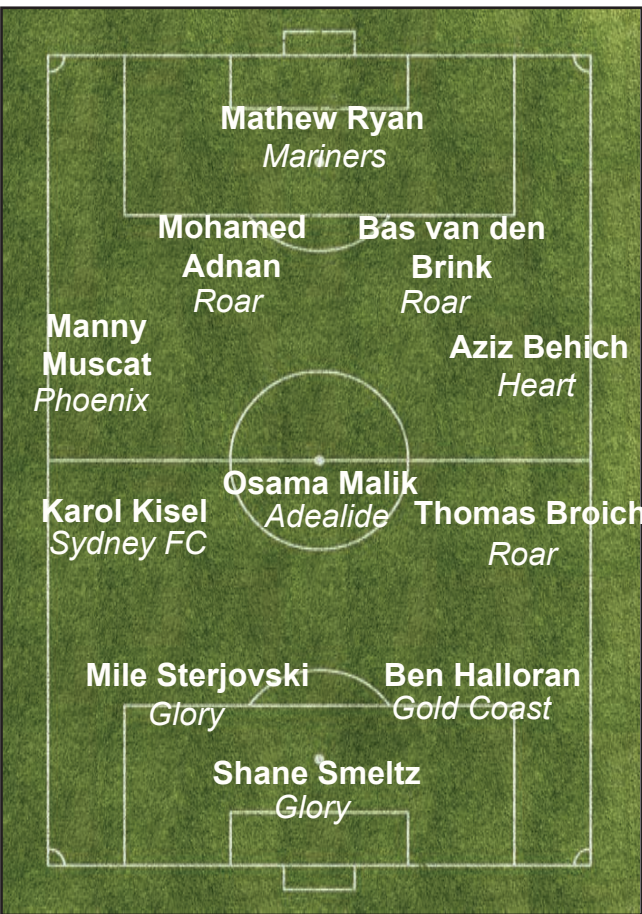 Mathew Ryan
Mariners
Mohamed
Adnan
Roar
Bas van den
Brink
Roar
Manny
Muscat
Phoenix
Aziz Behich
Heart
Osama Malik
Adealide
Karol Kisel
Sydney FC
Thomas Broich
Roar
Mile Sterjovski
Glory
Ben Halloran
Gold Coast
Shane Smeltz
Glory